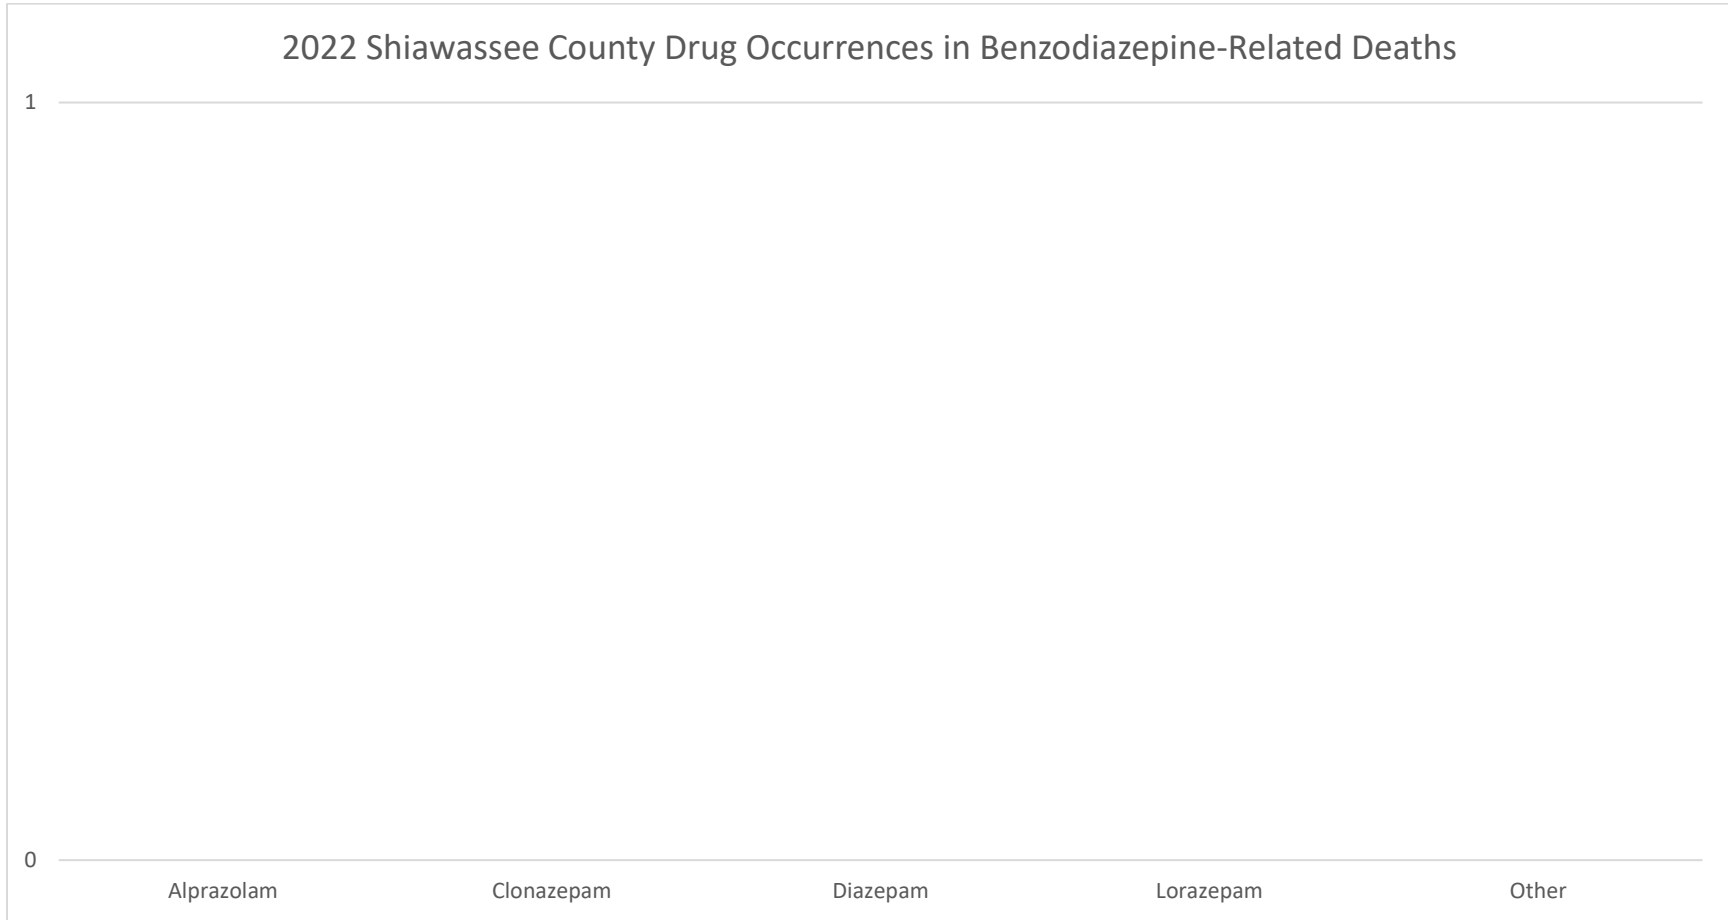 2022 Shiawassee County Drug Occurrences in Benzodiazepine-Related Deaths
1
0
Alprazolam Clonazepam Diazepam Lorazepam Other